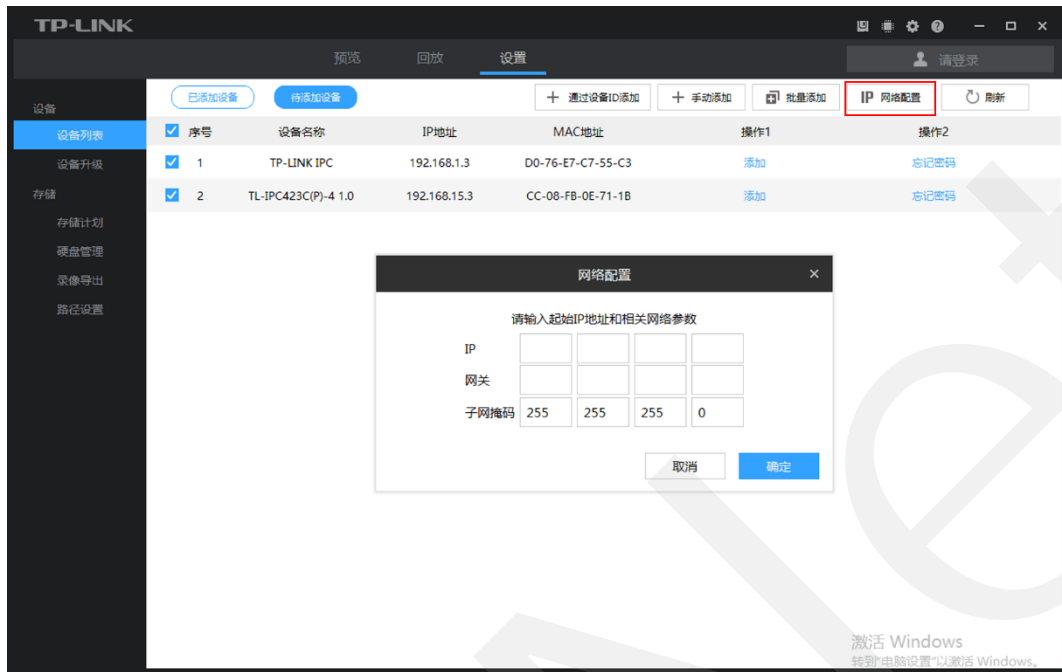 TP-LINK
预览 回放 设置 请登录
已添加设备 待添加设备 + 通过设备ID添加 + 手动添加 批量添加 IP 网络配置 刷新
设备
设备列表
设备升级
存储
存储计划
硬盘管理
录像导出
路径设置
序号 设备名称 IP地址 MAC地址 操作1 操作2
1 TP-LINK IPC 192.168.1.3 D0-76-E7-C7-55-C3 添加 忘记密码
2 TL-IPC423C(P)-4 1.0 192.168.15.3 CC-08-FB-0E-71-1B 添加 忘记密码
网络配置
请输入起始IP地址和相关网络参数
IP
网关
子网掩码 255 255 255 0
取消 确定
激活 Windows
转到"电脑设置"以激活 Windows。